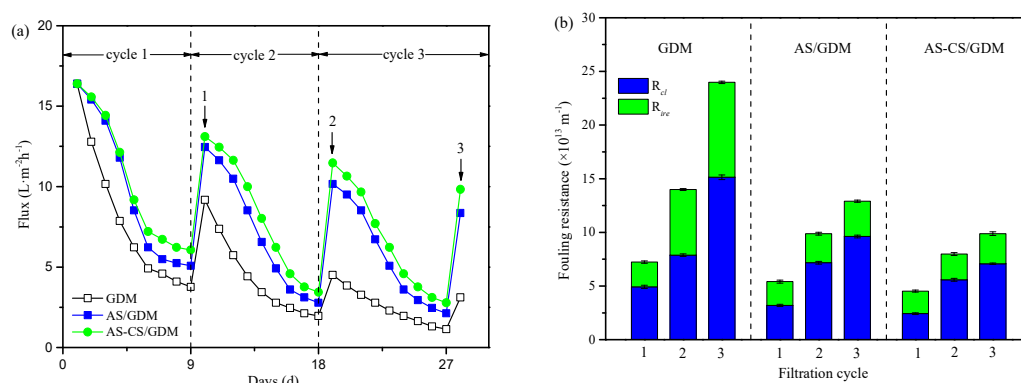 (a)
cycle 1
cycle 2
cycle 3
1
2
3
Flux (L·m⁻²h⁻¹)
20
15
10
5
0
GDM
AS/GDM
AS-CS/GDM
0
9
18
27
Days (d)
(b)
GDM
AS/GDM
AS-CS/GDM
R_cl
R_ire
Fouling resistance (×10¹³ m⁻¹)
30
25
20
15
10
5
0
1 2 3 1 2 3 1 2 3
Filtration cycle